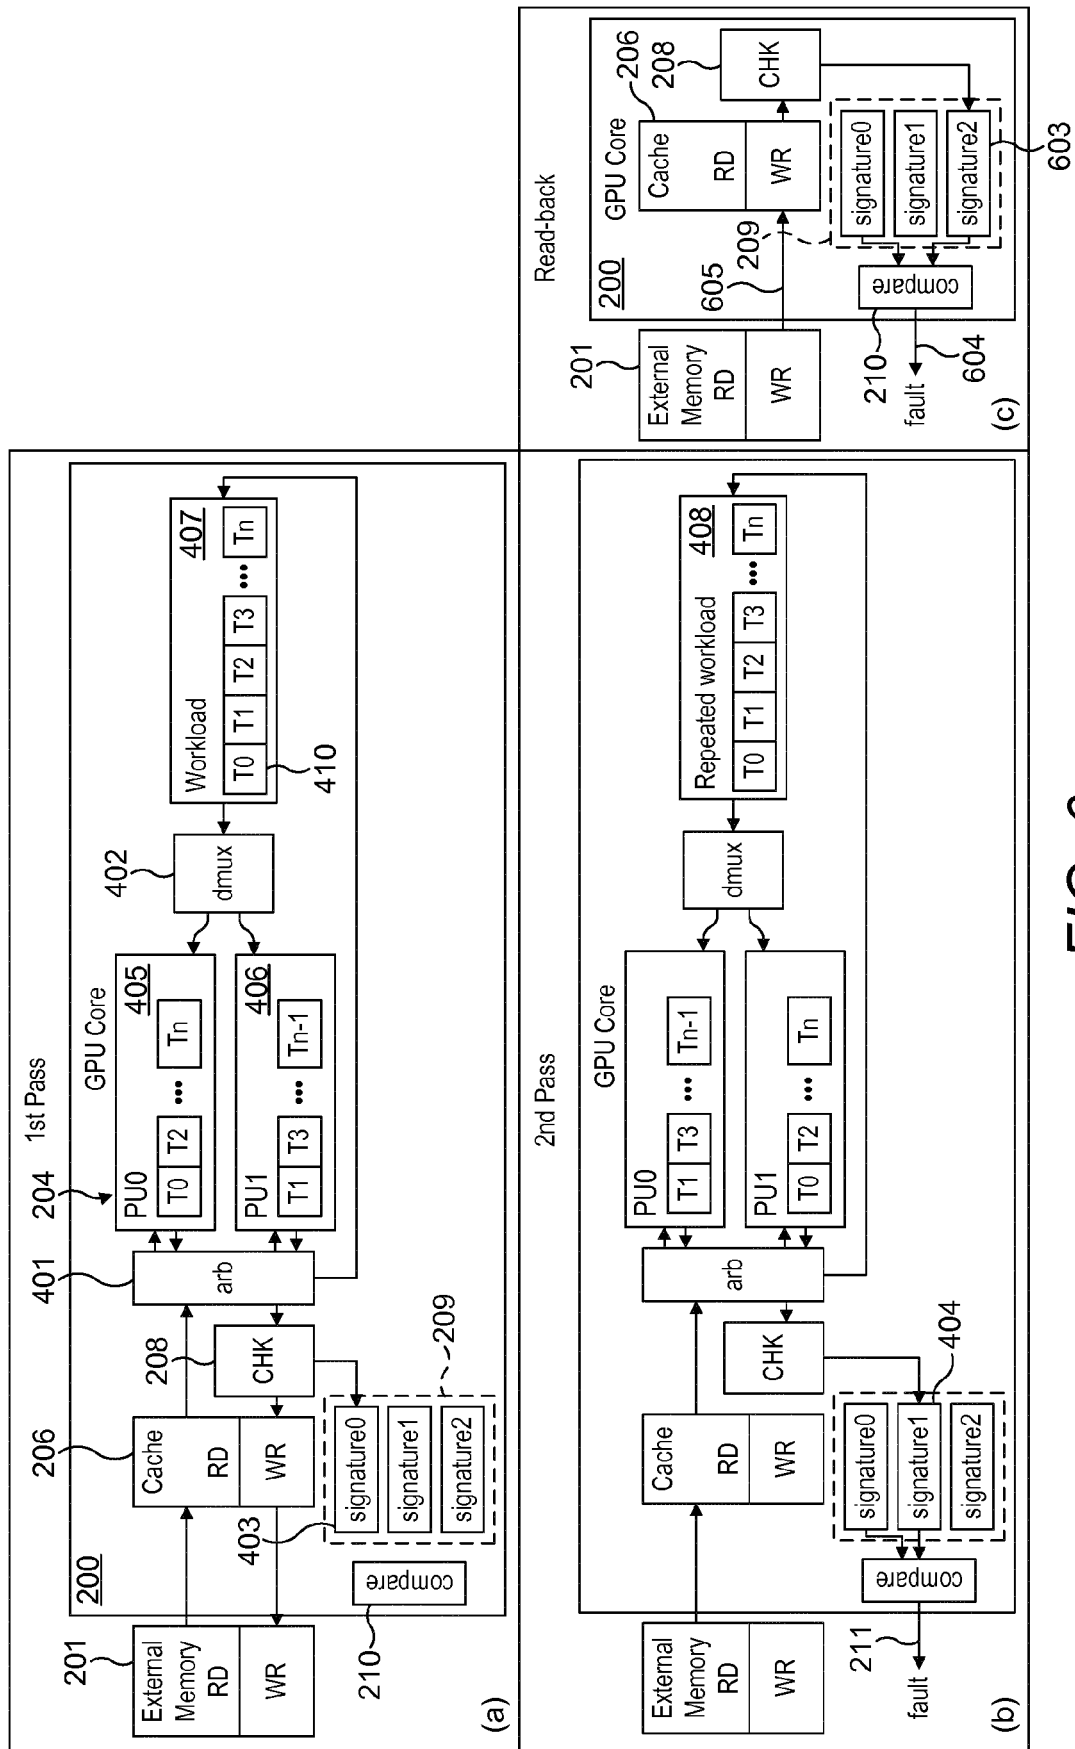 1st Pass
200
GPU Core
204
201
External
Memory
RD
WR
206
Cache
RD
WR
208
CHK
401
arb
PU0
405
T0
T2
•••
Tn
PU1
406
T1
T3
•••
Tn-1
402
dmux
Workload
407
T0
T1
T2
T3
•••
Tn
410
210
compare
403
signature0
signature1
signature2
209
(a)
2nd Pass
GPU Core
External
Memory
RD
WR
Cache
RD
WR
CHK
arb
PU0
T1
T3
•••
Tn-1
PU1
T0
T2
•••
Tn
dmux
Repeated workload
408
T0
T1
T2
T3
•••
Tn
compare
signature0
signature1
signature2
404
211
fault
(b)
Read-back
200
GPU Core
201
External
Memory
RD
WR
605
Cache
RD
WR
206
208
CHK
209
signature0
signature1
signature2
603
compare
210
604
fault
(c)